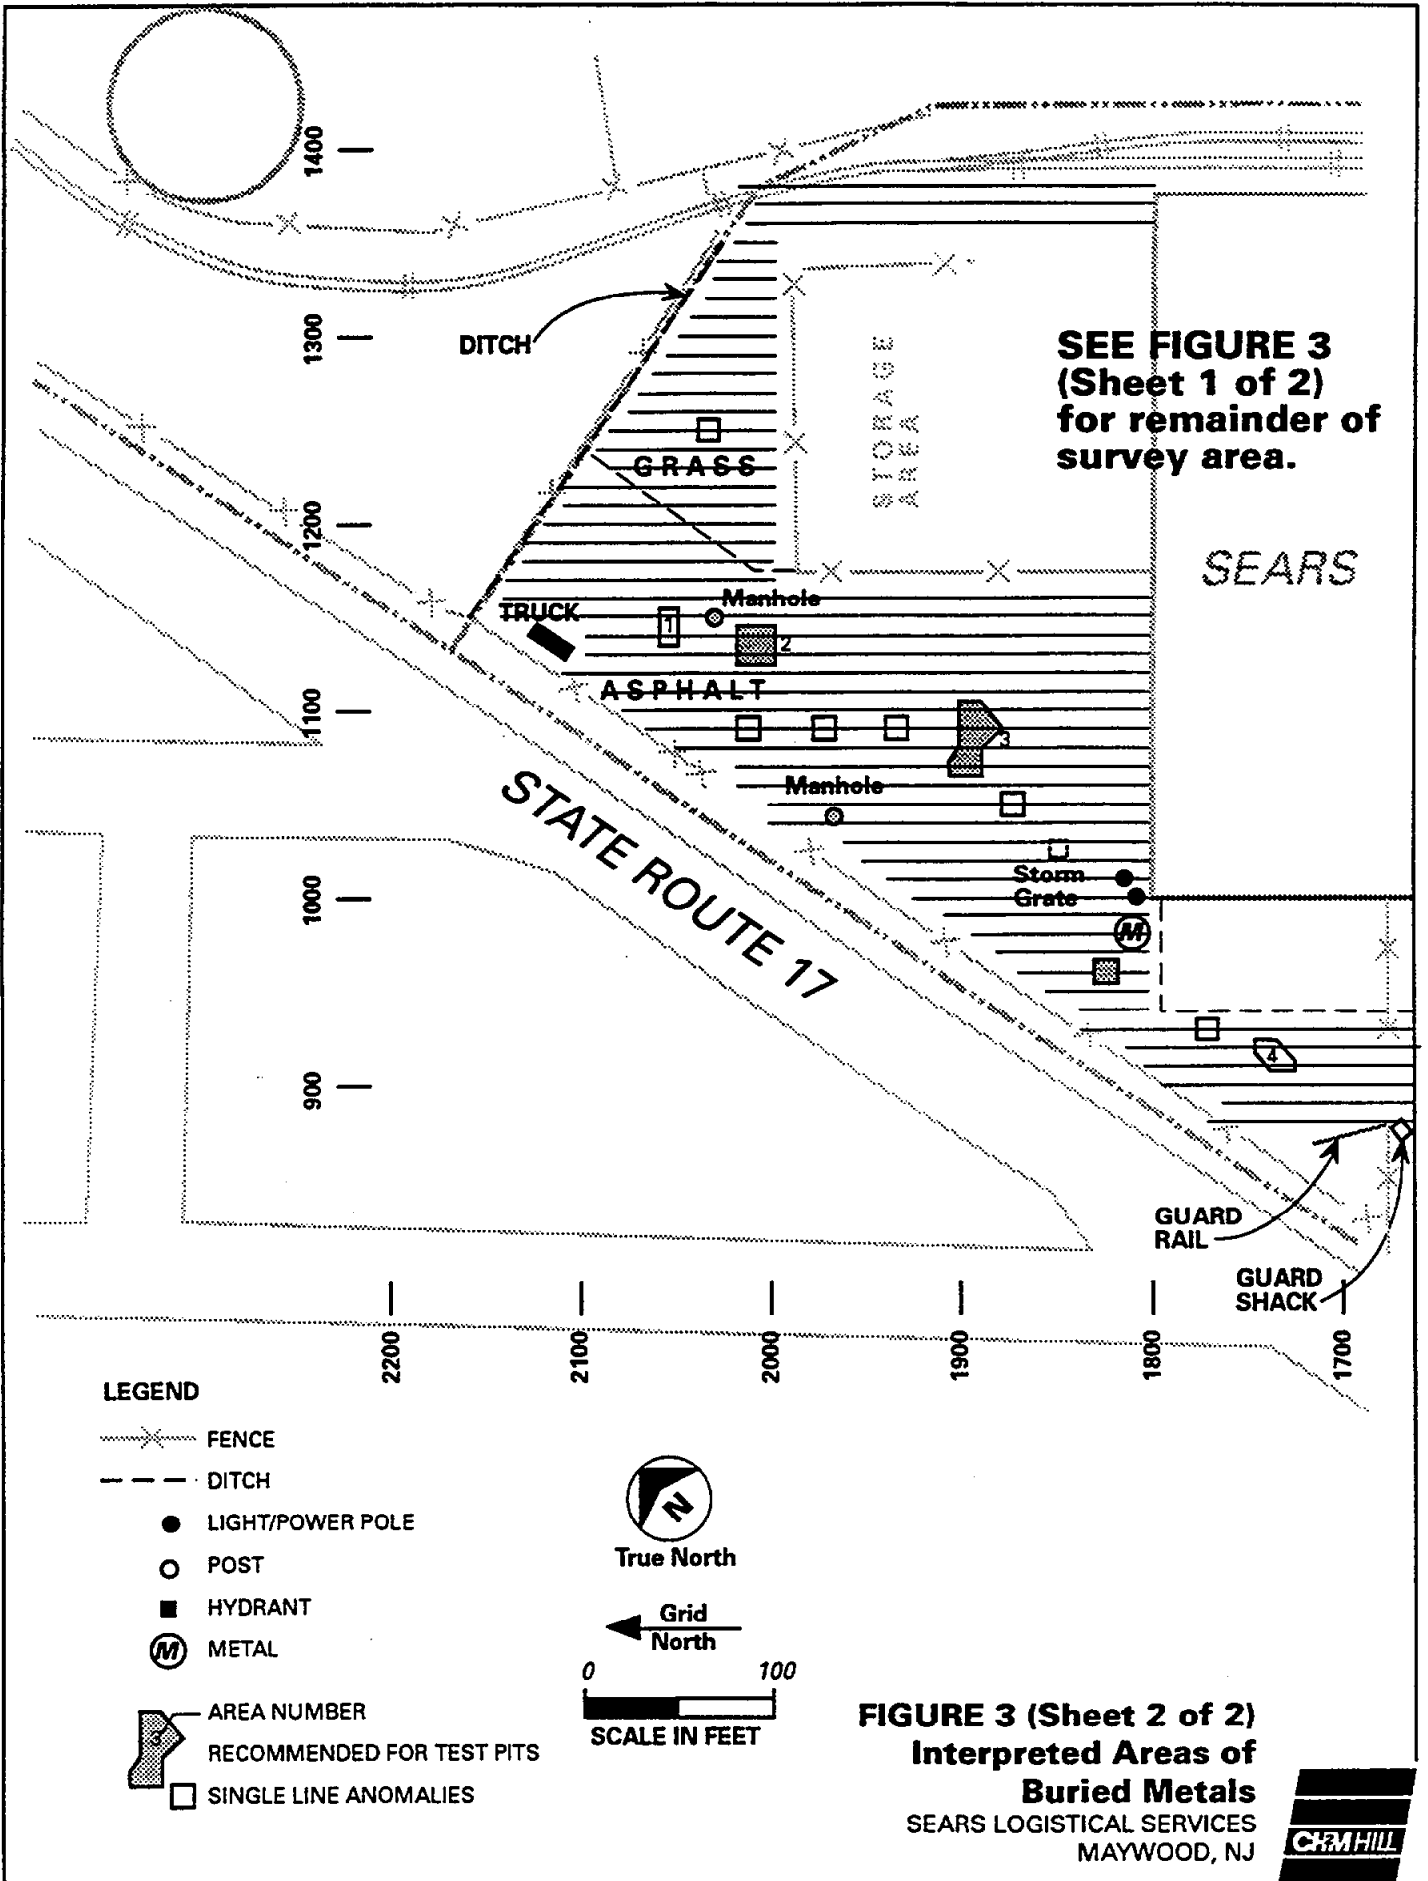 1400
1300
1200
1100
1000
900
DITCH
STORAGE
AREA
SEE FIGURE 3
(Sheet 1 of 2)
for remainder of
survey area.
GRASS
SEARS
TRUCK
Manhole
1
2
ASPHALT
3
Manhole
Storm
Grate
M
STATE ROUTE 17
4
GUARD
RAIL
GUARD
SHACK
2200
2100
2000
1900
1800
1700
LEGEND
FENCE
DITCH
LIGHT/POWER POLE
POST
HYDRANT
M METAL
AREA NUMBER
3
RECOMMENDED FOR TEST PITS
SINGLE LINE ANOMALIES
N
True North
Grid
North
0 100
SCALE IN FEET
FIGURE 3 (Sheet 2 of 2)
Interpreted Areas of
Buried Metals
SEARS LOGISTICAL SERVICES
MAYWOOD, NJ
CH2M HILL